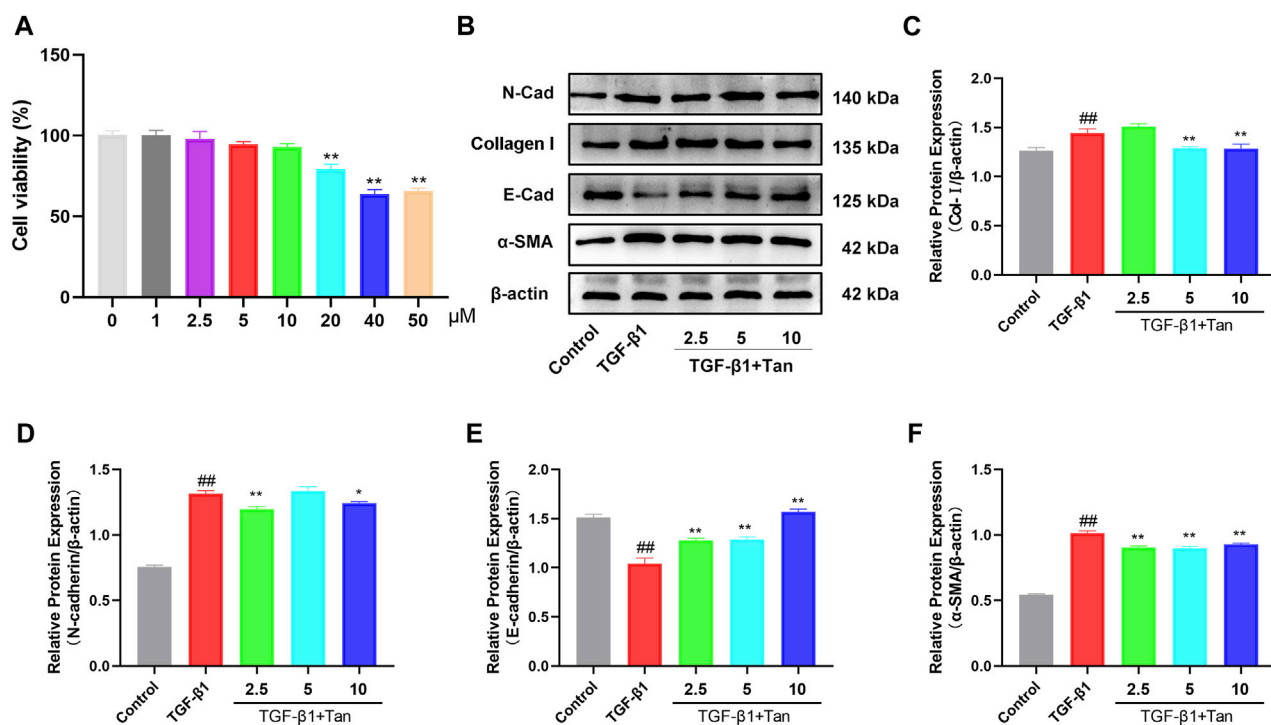 A
Cell viability (%)
150
100
50
0
**
**
**
0 1 2.5 5 10 20 40 50 μM
B
N-Cad 140 kDa
Collagen I 135 kDa
E-Cad 125 kDa
α-SMA 42 kDa
β-actin 42 kDa
Control TGF-β1 2.5 5 10
TGF-β1+Tan
C
Relative Protein Expression
(Col-Ⅰ/β-actin)
2.0
1.5
1.0
0.5
0.0
##
** **
Control TGF-β1 2.5 5 10
TGF-β1+Tan
D
Relative Protein Expression
(N-cadherin/β-actin)
1.5
1.0
0.5
0.0
## ** *
Control TGF-β1 2.5 5 10
TGF-β1+Tan
E
Relative Protein Expression
(E-cadherin/β-actin)
2.0
1.5
1.0
0.5
0.0
## ** ** **
Control TGF-β1 2.5 5 10
TGF-β1+Tan
F
Relative Protein Expression
(α-SMA/β-actin)
1.5
1.0
0.5
0.0
## ** ** **
Control TGF-β1 2.5 5 10
TGF-β1+Tan